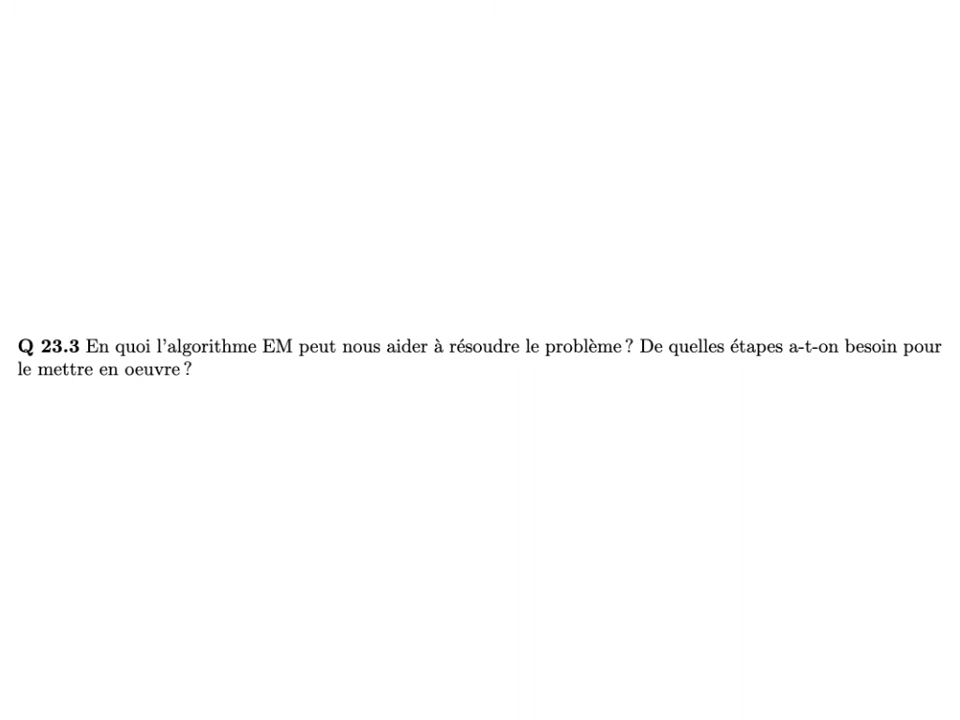 Q 23.3 En quoi l'algorithme EM peut nous aider à résoudre le problème ? De quelles étapes a-t-on besoin pour
le mettre en oeuvre ?